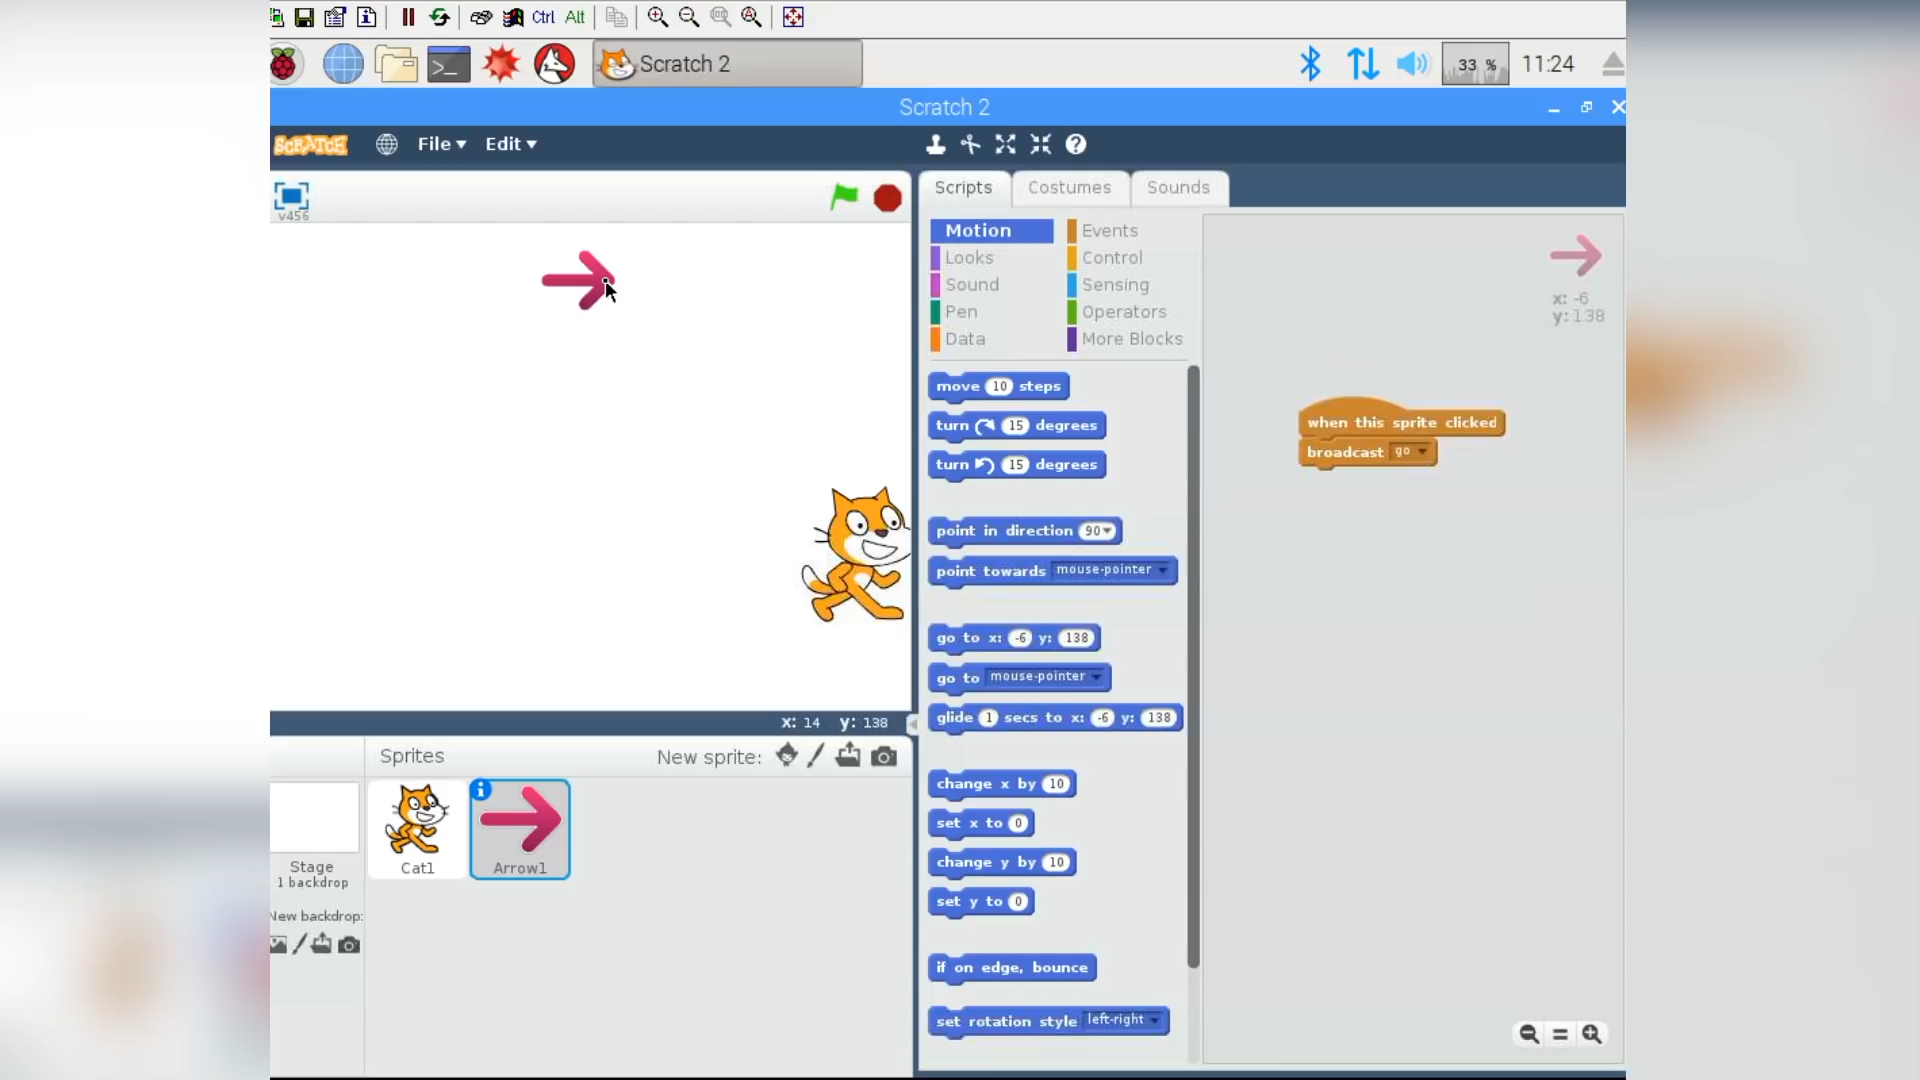 Ctrl Alt
Scratch 2
33 %
11:24
Scratch 2
SCRATCH
File
Edit
v456
Scripts
Costumes
Sounds
Motion
Events
Looks
Control
Sound
Sensing
Pen
Operators
Data
More Blocks
x: -6
y: 138
move 10 steps
turn 15 degrees
turn 15 degrees
point in direction 90
point towards mouse-pointer
go to x: -6 y: 138
go to mouse-pointer
glide 1 secs to x: -6 y: 138
change x by 10
set x to 0
change y by 10
set y to 0
if on edge, bounce
set rotation style left-right
when this sprite clicked
broadcast go
x: 14 y: 138
Sprites
New sprite:
Stage
1 backdrop
New backdrop:
Cat1
Arrow1